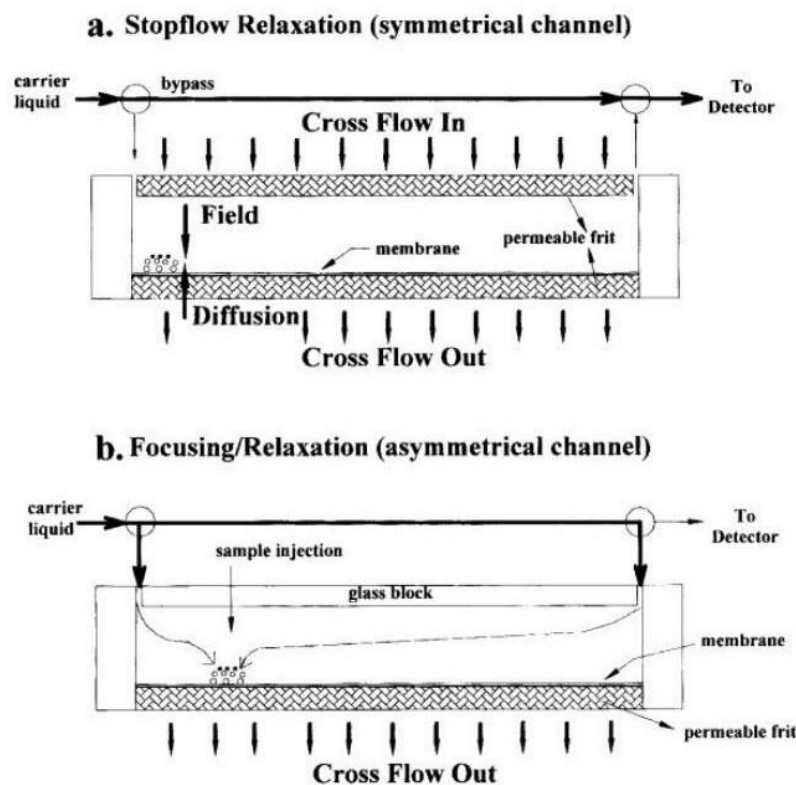 a. Stopflow Relaxation (symmetrical channel)
carrier
liquid
bypass
To
Detector
Cross Flow In
Field
membrane
permeable frit
Diffusion
Cross Flow Out
b. Focusing/Relaxation (asymmetrical channel)
carrier
liquid
To
Detector
sample injection
glass block
membrane
permeable frit
Cross Flow Out